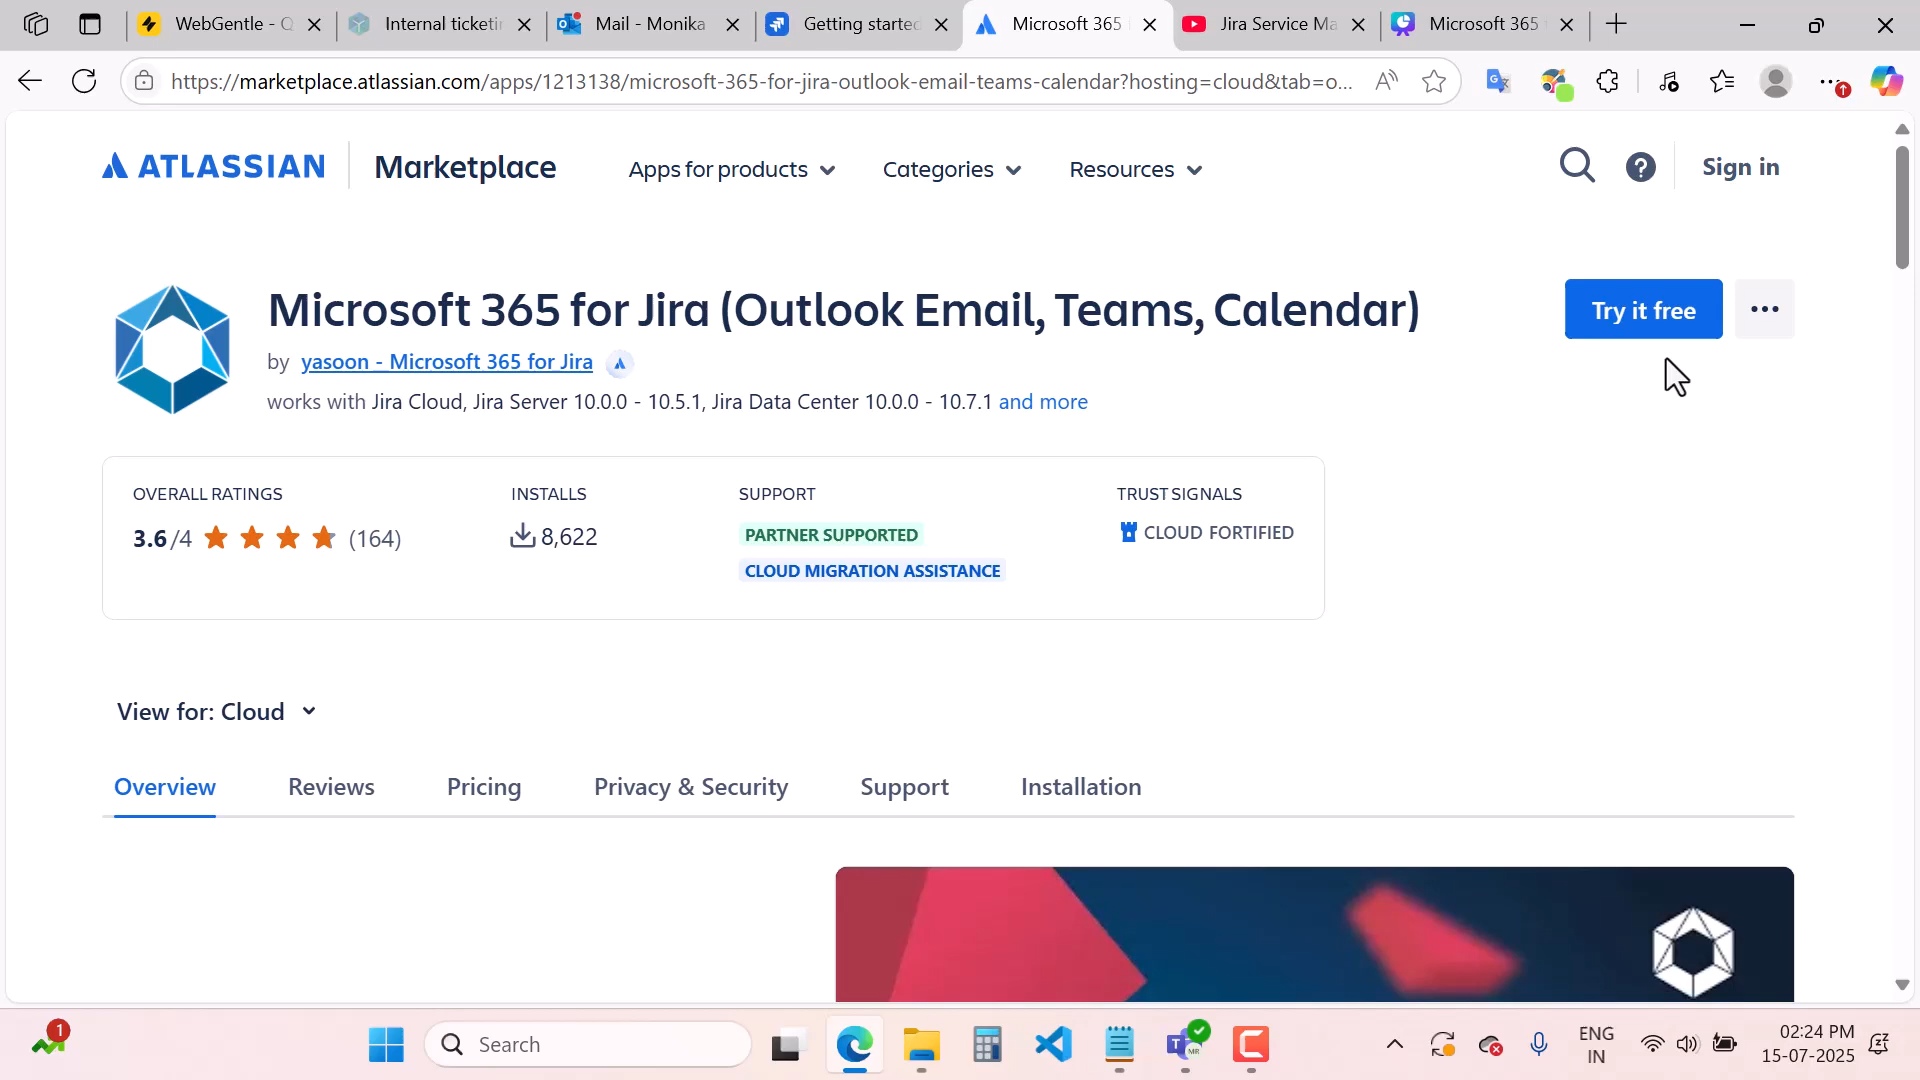 WebGentle - Q
Internal ticketin
Mail - Monika
Getting started
Microsoft 365
Jira Service Ma
Microsoft 365
https://marketplace.atlassian.com/apps/1213138/microsoft-365-for-jira-outlook-email-teams-calendar?hosting=cloud&tab=o...
ATLASSIAN
Marketplace
Apps for products
Categories
Resources
Sign in
Microsoft 365 for Jira (Outlook Email, Teams, Calendar)
Try it free
by yasoon - Microsoft 365 for Jira
works with Jira Cloud, Jira Server 10.0.0 - 10.5.1, Jira Data Center 10.0.0 - 10.7.1 and more
OVERALL RATINGS
INSTALLS
SUPPORT
TRUST SIGNALS
3.6 /4 (164)
8,622
PARTNER SUPPORTED
CLOUD FORTIFIED
CLOUD MIGRATION ASSISTANCE
View for: Cloud
Overview
Reviews
Pricing
Privacy & Security
Support
Installation
1
Search
MR
ENG
IN
02:24 PM
15-07-2025